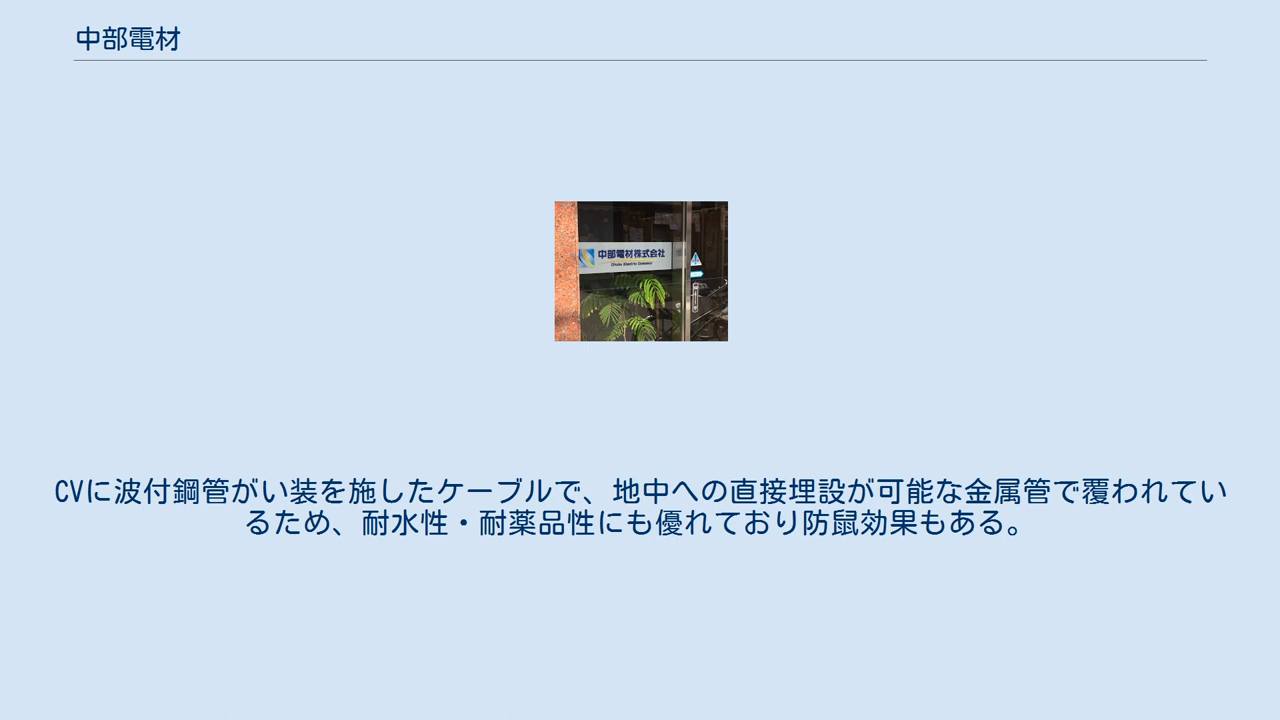 中部電材
中部電材株式会社
CVに波付鋼管がい装を施したケーブルで、地中への直接埋設が可能な金属管で覆われてい
るため、耐水性・耐薬品性にも優れており防鼠効果もある。